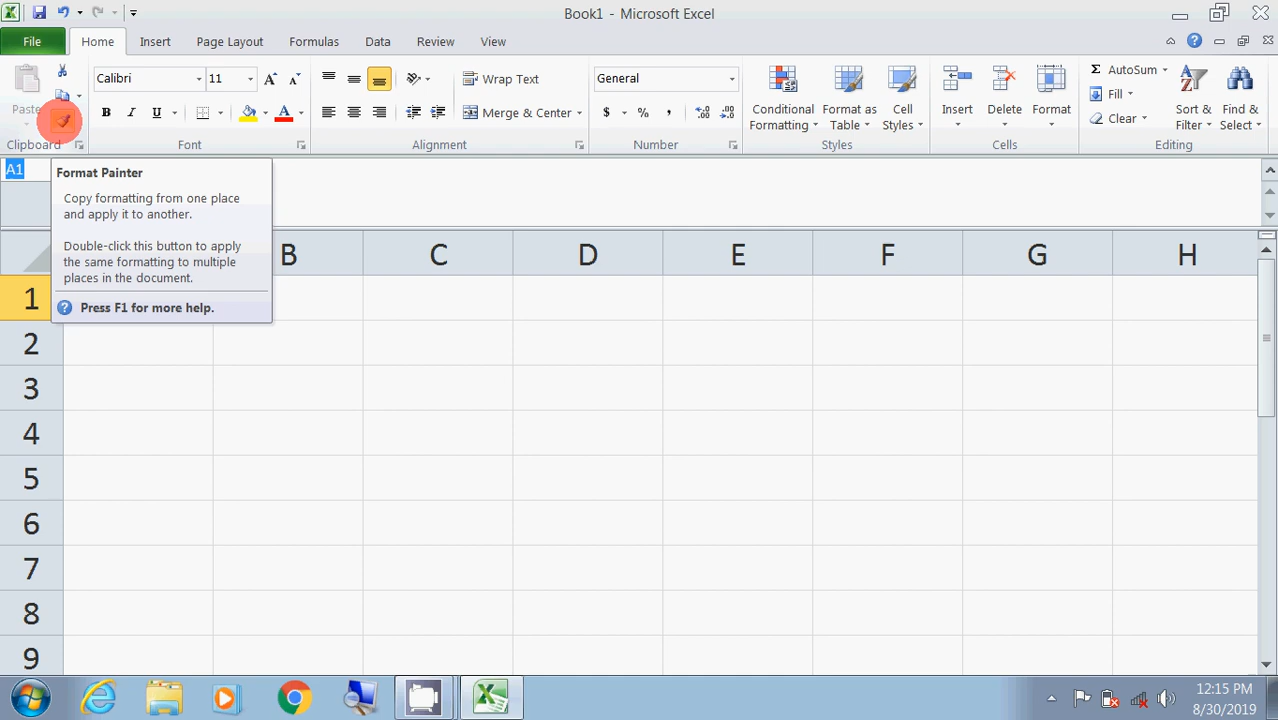 Book1 - Microsoft Excel
File Home Insert Page Layout Formulas Data Review View
Paste
Calibri 11
Wrap Text
General
Conditional Formatting
Format as Table
Cell Styles
Insert
Delete
Format
Σ AutoSum
Fill
Clear
Sort & Filter
Find & Select
B I U A
Merge & Center
$ % ,
Clipboard Font Alignment Number Styles Cells Editing
A1
Format Painter
Copy formatting from one place
and apply it to another.
Double-click this button to apply
the same formatting to multiple
places in the document.
Press F1 for more help.
B C D E F G H
1
2
3
4
5
6
7
8
9
12:15 PM
8/30/2019